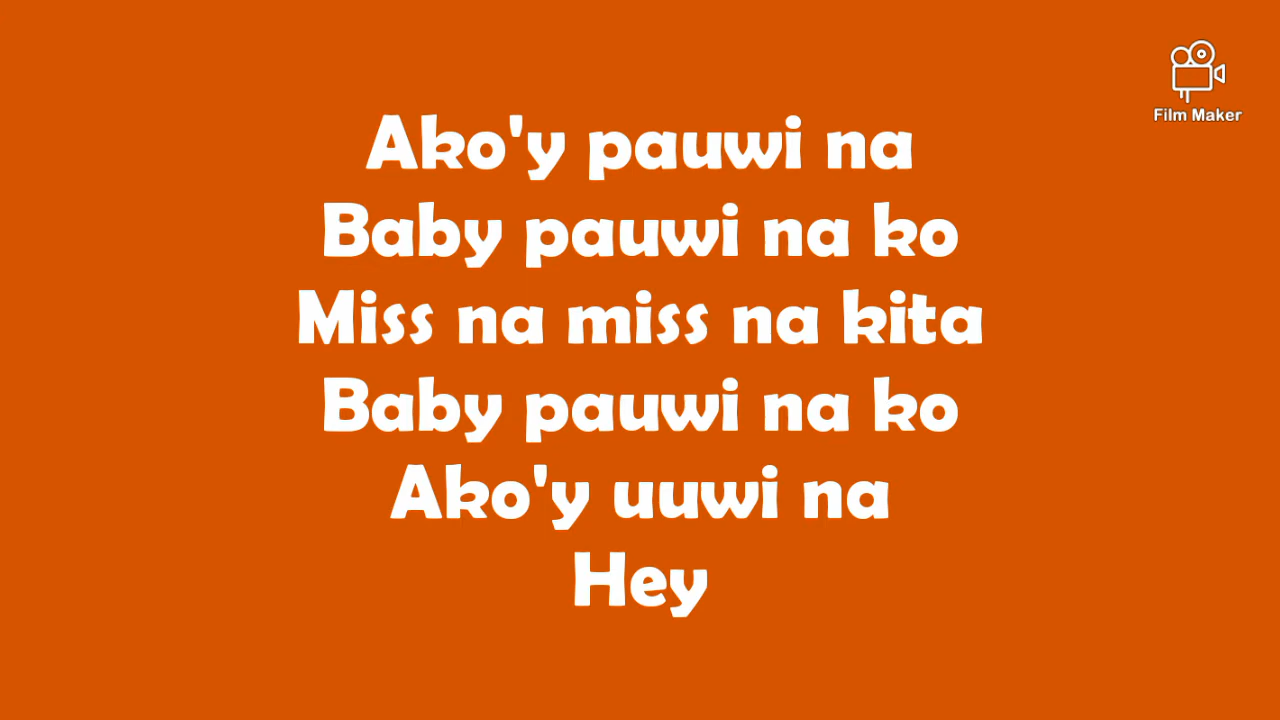 Film Maker
Ako'y pauwi na
Baby pauwi na ko
Miss na miss na kita
Baby pauwi na ko
Ako'y uuwi na
Hey